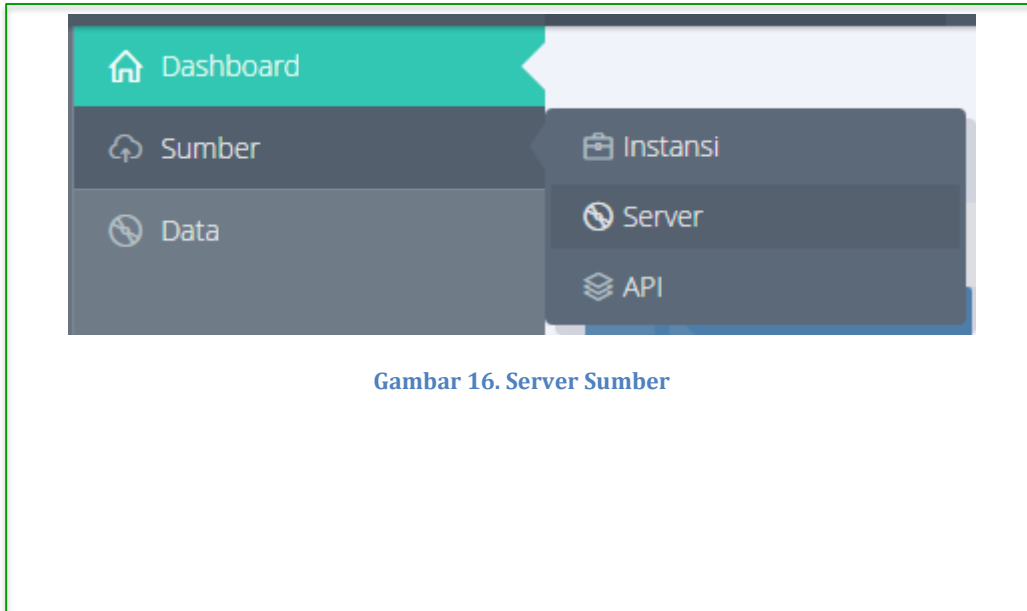 Dashboard
Sumber
Data
Instansi
Server
API
Gambar 16. Server Sumber